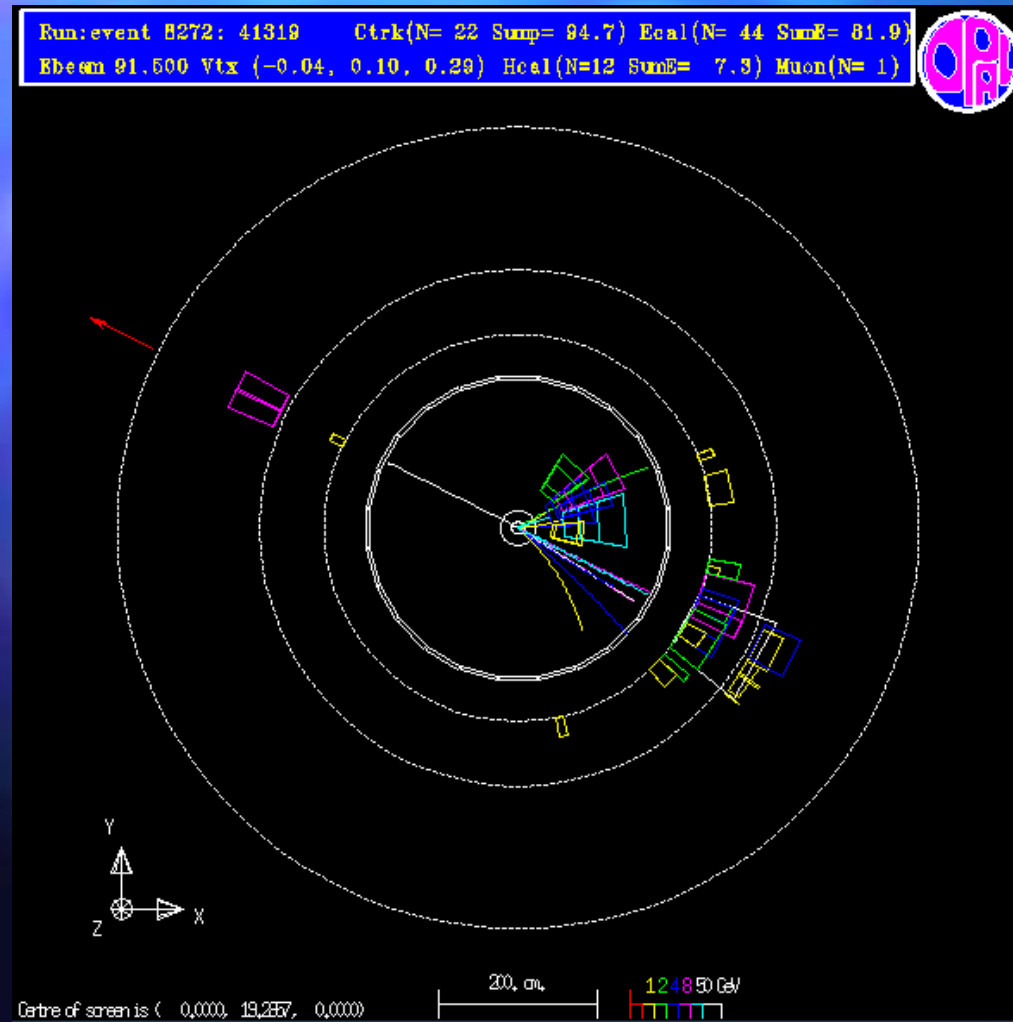 Run:event 8272: 41319 Ctrk(N= 22 Sump= 94.7) Ecal(N= 44 SumE= 81.9)
Ebeam 91.500 Vtx (-0.04, 0.10, 0.29) Hcal(N=12 SumE= 7.3) Muon(N= 1)
OPAL
Y
X
Z
200. cm.
1 2 4 8 50 GeV
Centre of screen is ( 0.0000, 19.2857, 0.0000)